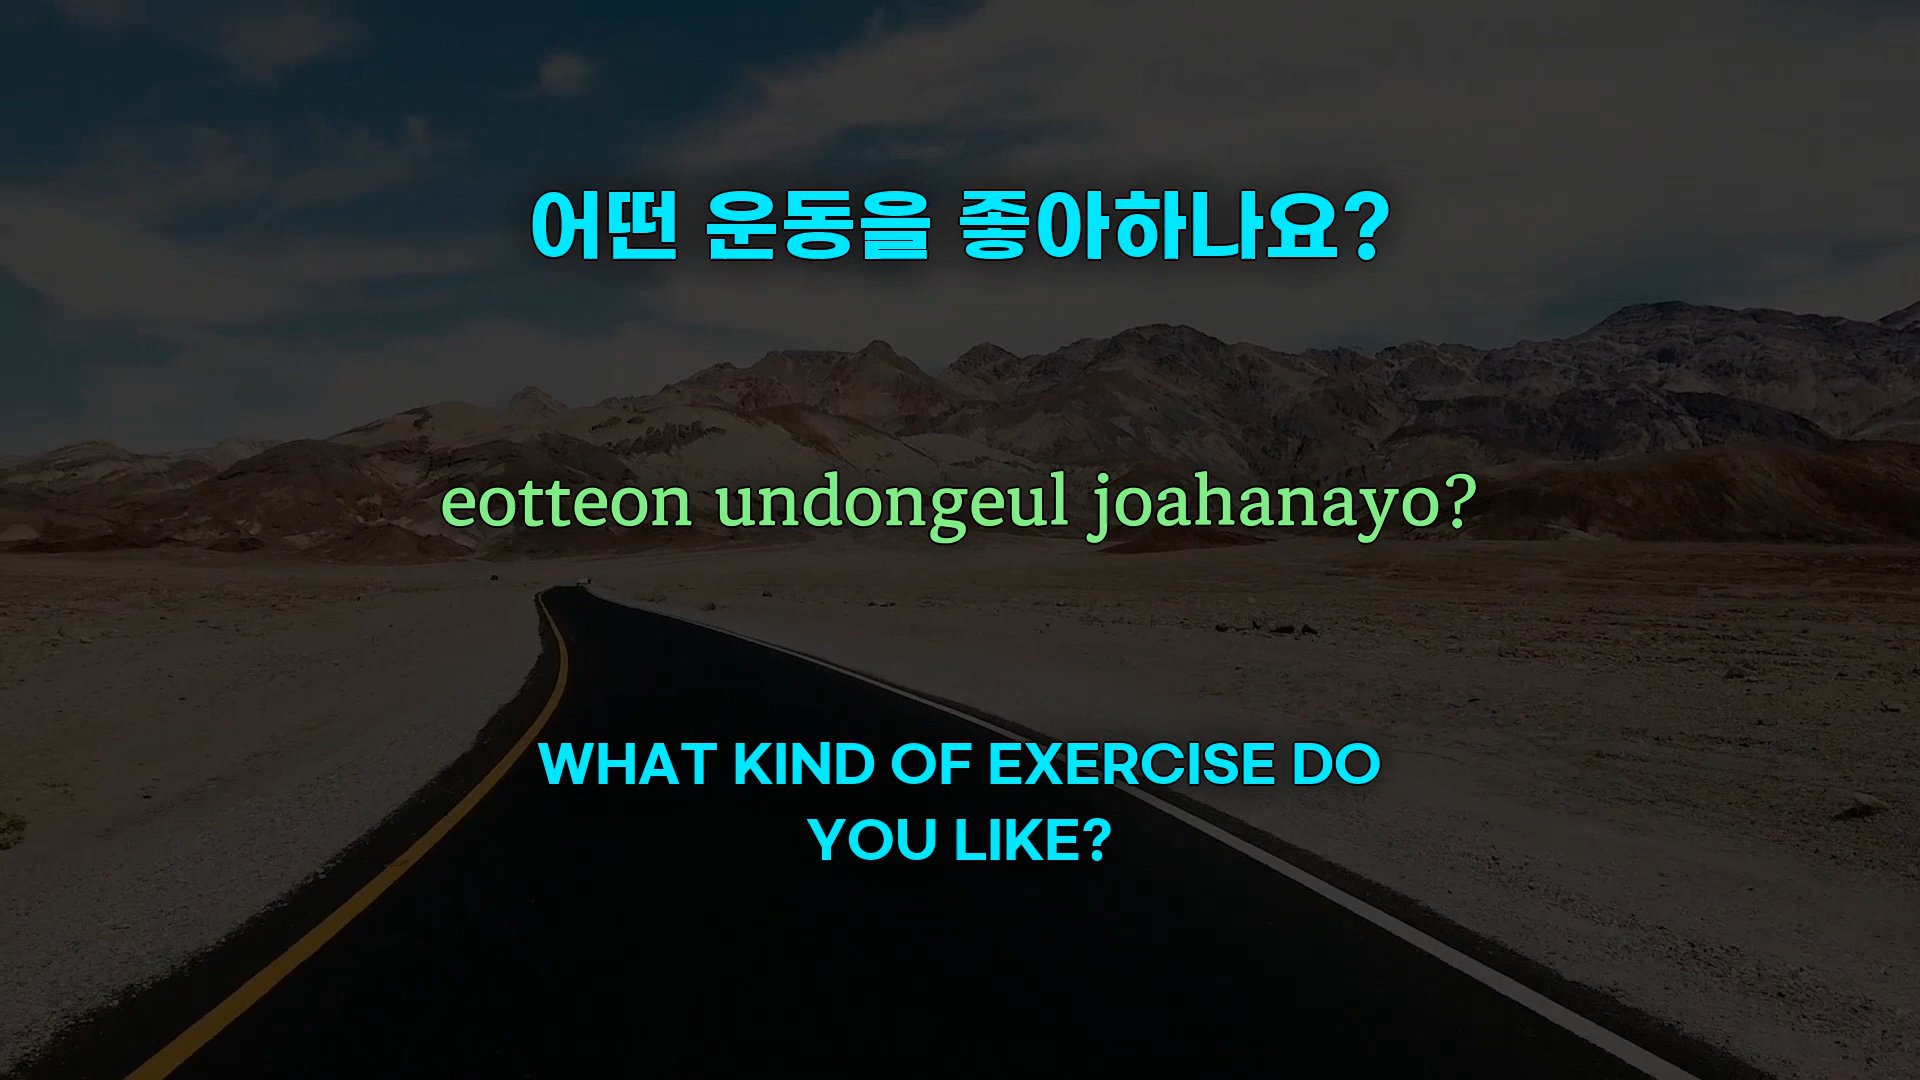 어떤 운동을 좋아하나요?
eotteon undongeul joahanayo?
WHAT KIND OF EXERCISE DO
YOU LIKE?